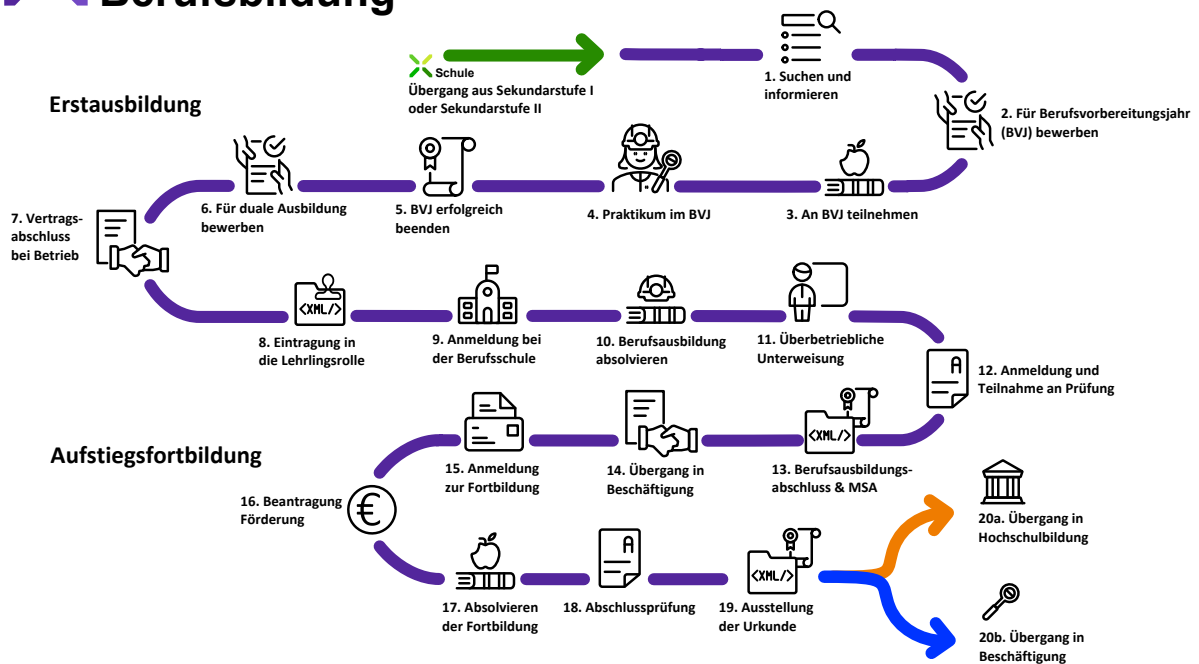 Berufsbildung
Schule
Übergang aus Sekundarstufe I
oder Sekundarstufe II
1. Suchen und
informieren
Erstausbildung
2. Für Berufsvorbereitungsjahr
(BVJ) bewerben
3. An BVJ teilnehmen
4. Praktikum im BVJ
5. BVJ erfolgreich
beenden
6. Für duale Ausbildung
bewerben
7. Vertrags-
abschluss
bei Betrieb
<XML/>
8. Eintragung in
die Lehrlingsrolle
9. Anmeldung bei
der Berufsschule
10. Berufsausbildung
absolvieren
11. Überbetriebliche
Unterweisung
A
12. Anmeldung und
Teilnahme an Prüfung
<XML/>
13. Berufsausbildungs-
abschluss & MSA
14. Übergang in
Beschäftigung
15. Anmeldung
zur Fortbildung
Aufstiegsfortbildung
16. Beantragung
Förderung
€
17. Absolvieren
der Fortbildung
A
18. Abschlussprüfung
<XML/>
19. Ausstellung
der Urkunde
20a. Übergang in
Hochschulbildung
20b. Übergang in
Beschäftigung